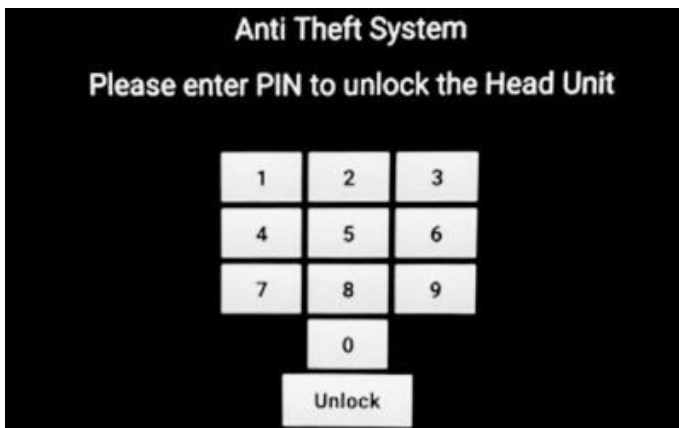 Anti Theft System
Please enter PIN to unlock the Head Unit
1 2 3
4 5 6
7 8 9
0
Unlock